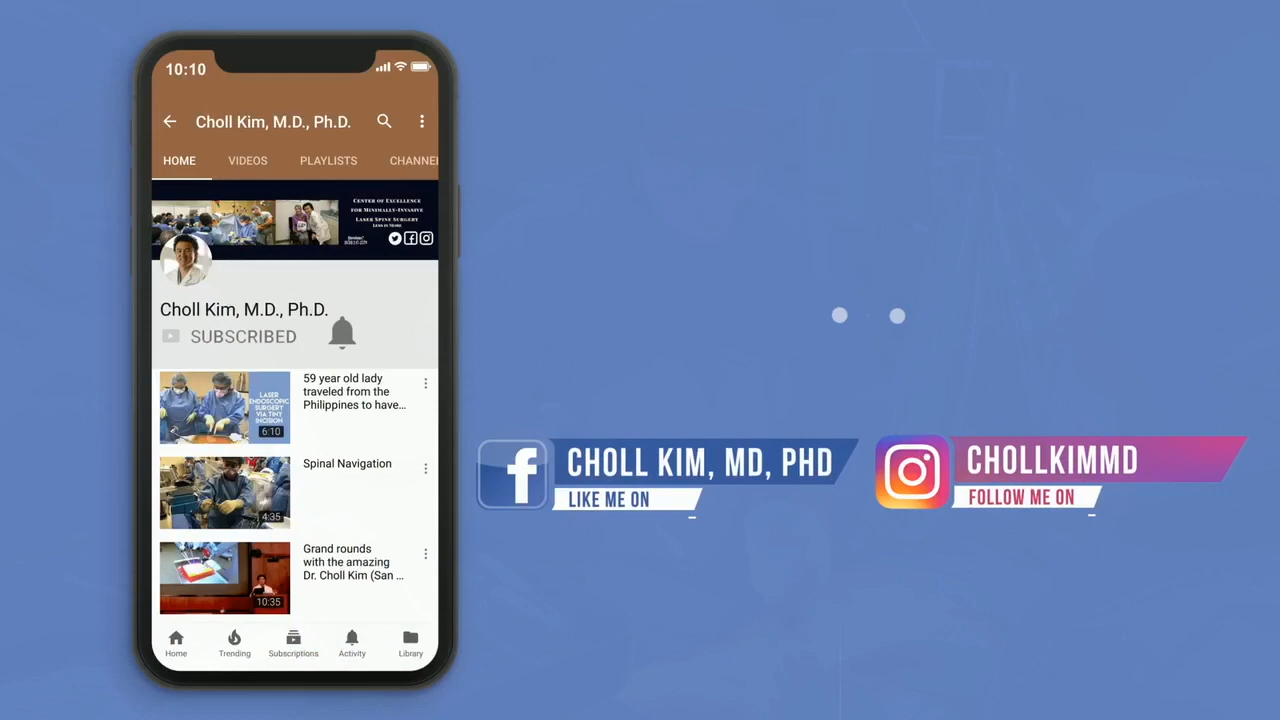 10:10
Choll Kim, M.D., Ph.D.
HOME VIDEOS PLAYLISTS CHANNEL
CENTER OF EXCELLENCE
FOR MINIMALLY-INVASIVE
LASER SPINE SURGERY
LESS IS MORE
Choll Kim, M.D., Ph.D.
SUBSCRIBED
59 year old lady
traveled from the
Philippines to have...
LASER
ENDOSCOPIC
SURGERY
VIA TINY
INCISION
6:10
Spinal Navigation
4:35
Grand rounds
with the amazing
Dr. Choll Kim (San ...
10:35
Home Trending Subscriptions Activity Library
f
CHOLL KIM, MD, PHD
LIKE ME ON
CHOLLKIMMD
FOLLOW ME ON